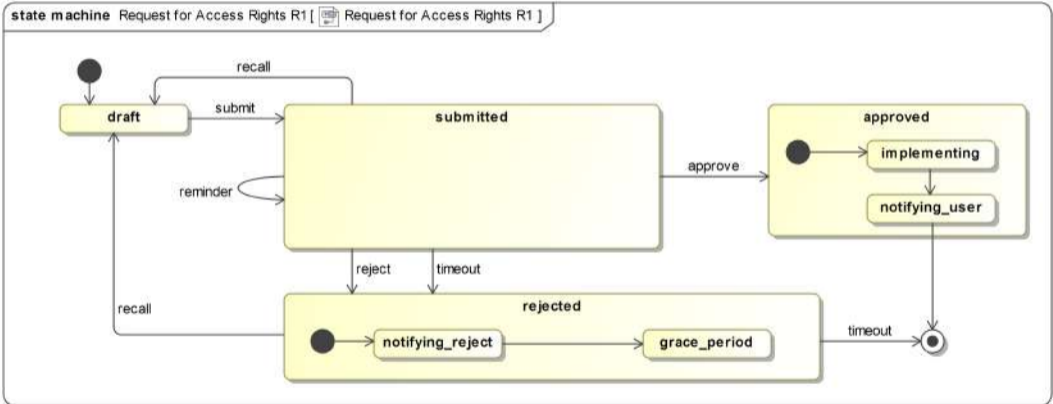 state machine Request for Access Rights R1 [ Request for Access Rights R1 ]
recall
draft
submit
submitted
approved
implementing
approve
reminder
notifying_user
reject
timeout
recall
rejected
timeout
notifying_reject
grace_period